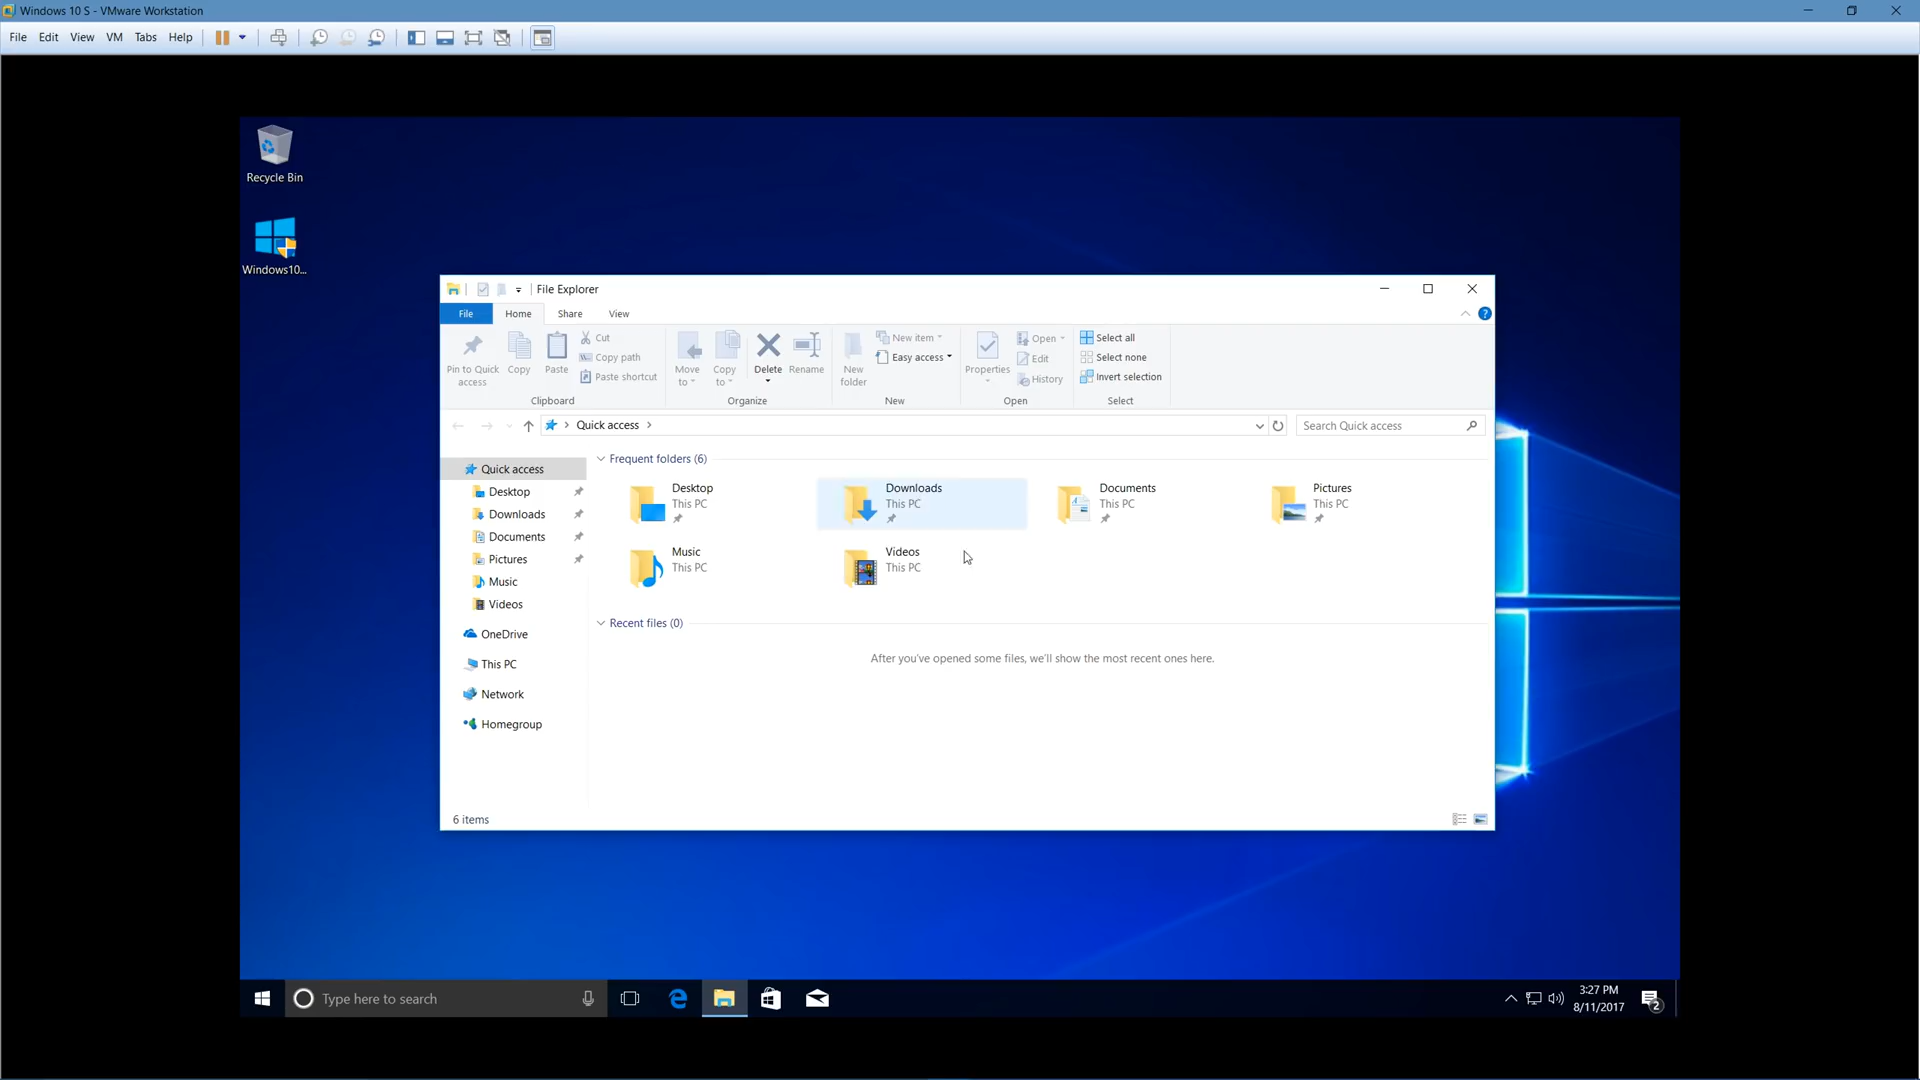 Windows 10 S - VMware Workstation
File Edit View VM Tabs Help
Recycle Bin
Windows10...
File Explorer
File Home Share View
Pin to Quick access
Copy
Paste
Cut
Copy path
Paste shortcut
Clipboard
Move to
Copy to
Delete
Rename
Organize
New folder
New item
Easy access
New
Properties
Open
Edit
History
Open
Select all
Select none
Invert selection
Select
Quick access
Search Quick access
Quick access
Desktop
Downloads
Documents
Pictures
Music
Videos
OneDrive
This PC
Network
Homegroup
Frequent folders (6)
Desktop
This PC
Downloads
This PC
Documents
This PC
Pictures
This PC
Music
This PC
Videos
This PC
Recent files (0)
After you've opened some files, we'll show the most recent ones here.
6 items
Type here to search
3:27 PM
8/11/2017
2